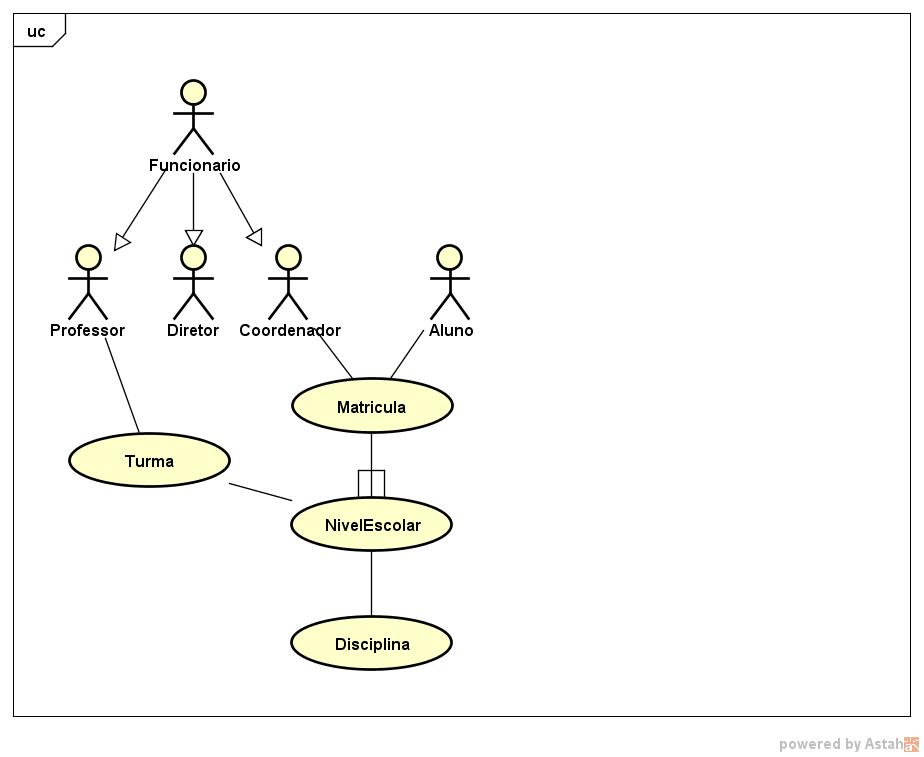 uc
Funcionario
Professor
Diretor
Coordenador
Aluno
Matricula
Turma
NivelEscolar
Disciplina
powered by Astah